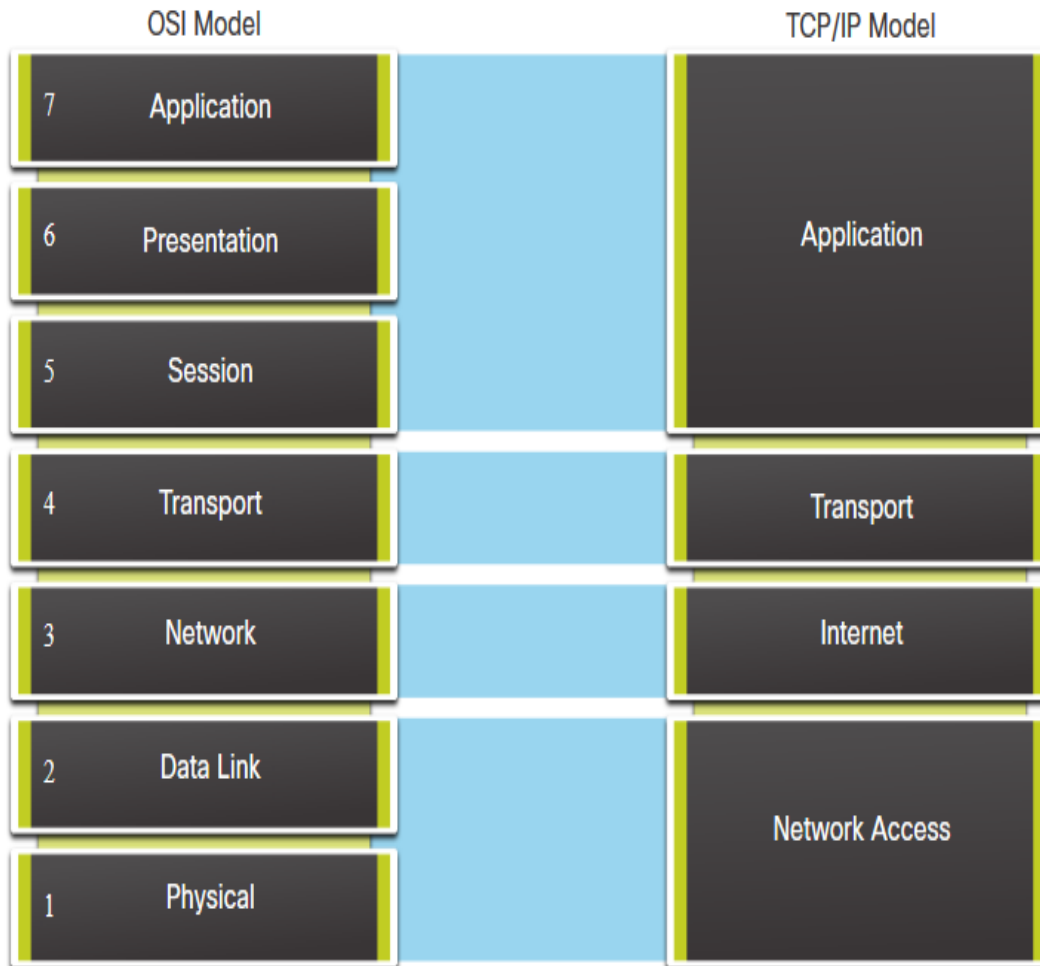 OSI Model
TCP/IP Model
7 Application
6 Presentation
5 Session
4 Transport
3 Network
2 Data Link
1 Physical
Application
Transport
Internet
Network Access